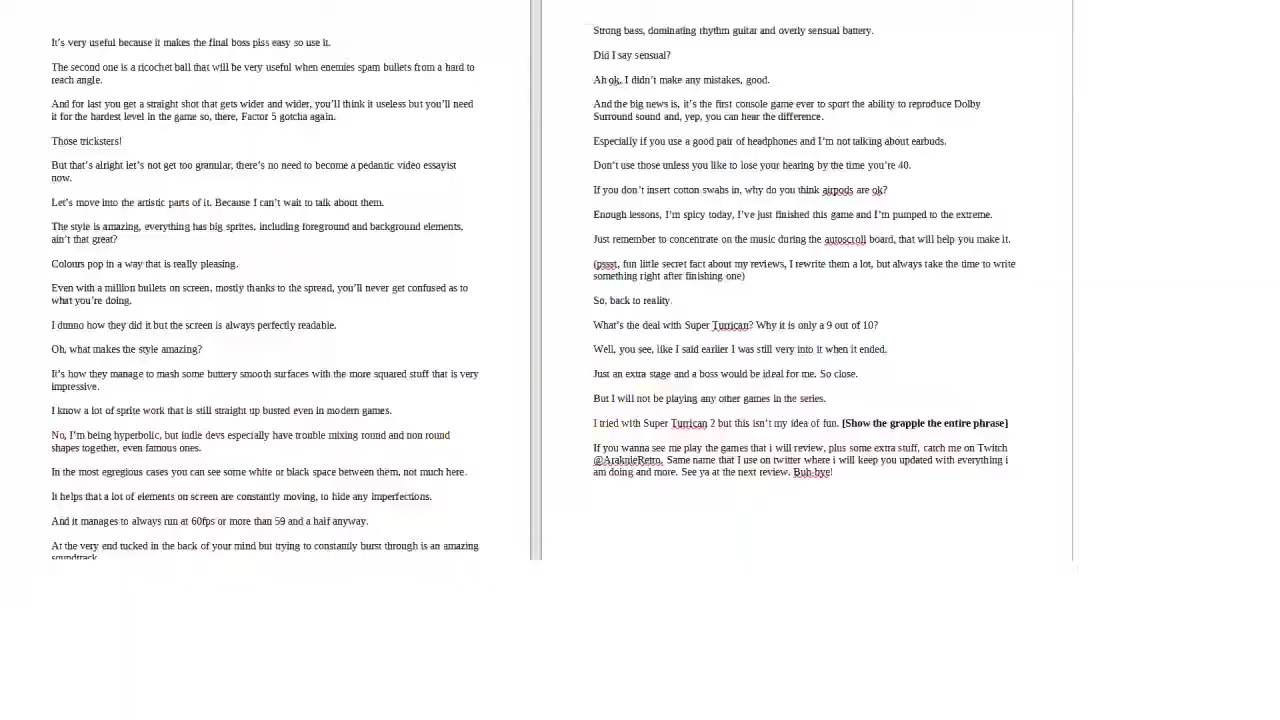 It's very useful because it makes the final boss piss easy so use it.
The second one is a ricochet ball that will be very useful when enemies spam bullets from a hard to
reach angle.
And for last you get a straight shot that gets wider and wider, you'll think it useless but you'll need
it for the hardest level in the game so, there, Factor 5 gotcha again.
Those tricksters!
But that's alright let's not get too granular, there's no need to become a pedantic video essayist
now.
Let's move into the artistic parts of it. Because I can't wait to talk about them.
The style is amazing, everything has big sprites, including foreground and background elements,
ain't that great?
Colours pop in a way that is really pleasing.
Even with a million bullets on screen, mostly thanks to the spread, you'll never get confused as to
what you're doing.
I dunno how they did it but the screen is always perfectly readable.
Oh, what makes the style amazing?
It's how they manage to mash some buttery smooth surfaces with the more squared stuff that is very
impressive.
I know a lot of sprite work that is still straight up busted even in modern games.
No, I'm being hyperbolic, but indie devs especially have trouble mixing round and non round
shapes together, even famous ones.
In the most egregious cases you can see some white or black space between them, not much here.
It helps that a lot of elements on screen are constantly moving, to hide any imperfections.
And it manages to always run at 60fps or more than 59 and a half anyway.
At the very end tucked in the back of your mind but trying to constantly burst through is an amazing
soundtrack
Strong bass, dominating rhythm guitar and overly sensual battery.
Did I say sensual?
Ah ok, I didn't make any mistakes, good.
And the big news is, it's the first console game ever to sport the ability to reproduce Dolby
Surround sound and, yep, you can hear the difference.
Especially if you use a good pair of headphones and I'm not talking about earbuds.
Don't use those unless you like to lose your hearing by the time you're 40.
If you don't insert cotton swabs in, why do you think airpods are ok?
Enough lessons, I'm spicy today, I've just finished this game and I'm pumped to the extreme.
Just remember to concentrate on the music during the autoscroll board, that will help you make it.
(pssst, fun little secret fact about my reviews, I rewrite them a lot, but always take the time to write
something right after finishing one)
So, back to reality.
What's the deal with Super Turrican? Why it is only a 9 out of 10?
Well, you see, like I said earlier I was still very into it when it ended.
Just an extra stage and a boss would be ideal for me. So close.
But I will not be playing any other games in the series.
I tried with Super Turrican 2 but this isn't my idea of fun. [Show the grapple the entire phrase]
If you wanna see me play the games that i will review, plus some extra stuff, catch me on Twitch
@AraknieRetro. Same name that I use on twitter where i will keep you updated with everything i
am doing and more. See ya at the next review. Buh-bye!